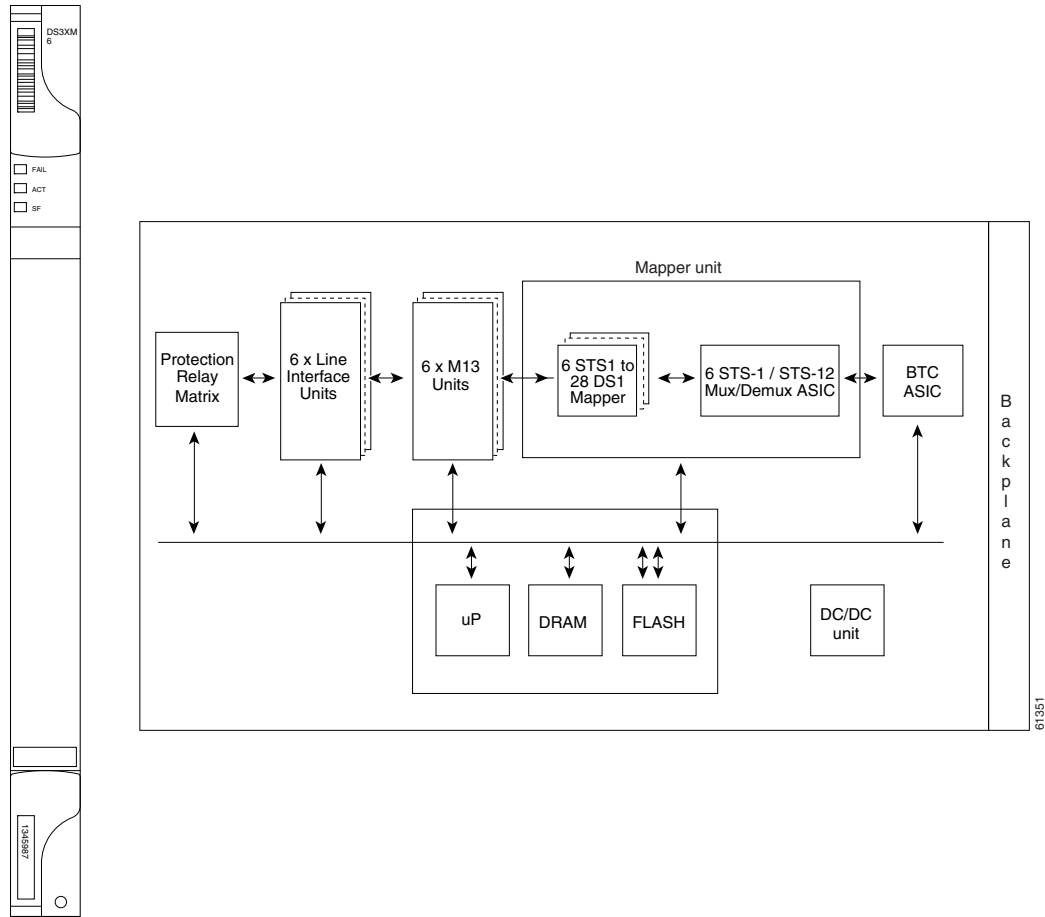 DS3XM
6
FAIL
ACT
SF
Mapper unit
Protection
Relay
Matrix
6 x Line
Interface
Units
6 x M13
Units
6 STS1 to
28 DS1
Mapper
6 STS-1 / STS-12
Mux/Demux ASIC
BTC
ASIC
Backplane
uP
DRAM
FLASH
DC/DC
unit
61351
1345987